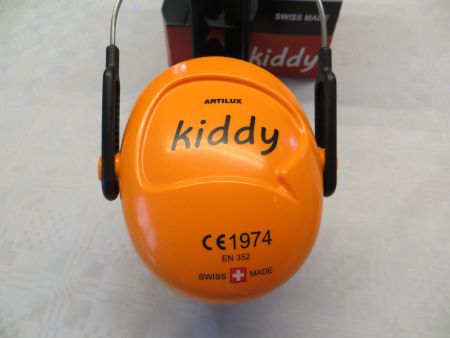 SWISS MADE
kiddy
ARTILUX
kiddy
CE1974
EN 352
SWISS MADE